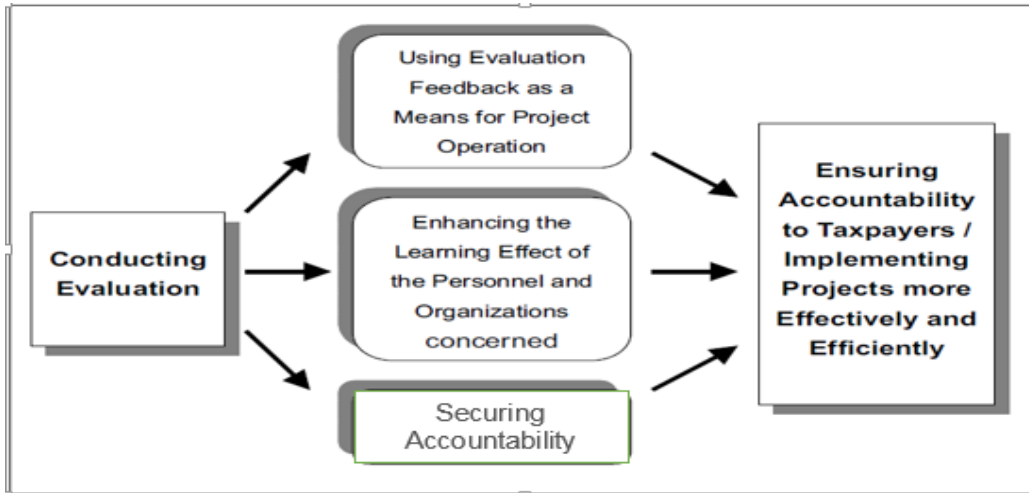 Conducting
Evaluation
Using Evaluation
Feedback as a
Means for Project
Operation
Enhancing the
Learning Effect of
the Personnel and
Organizations
concerned
Securing
Accountability
Ensuring
Accountability
to Taxpayers /
Implementing
Projects more
Effectively and
Efficiently